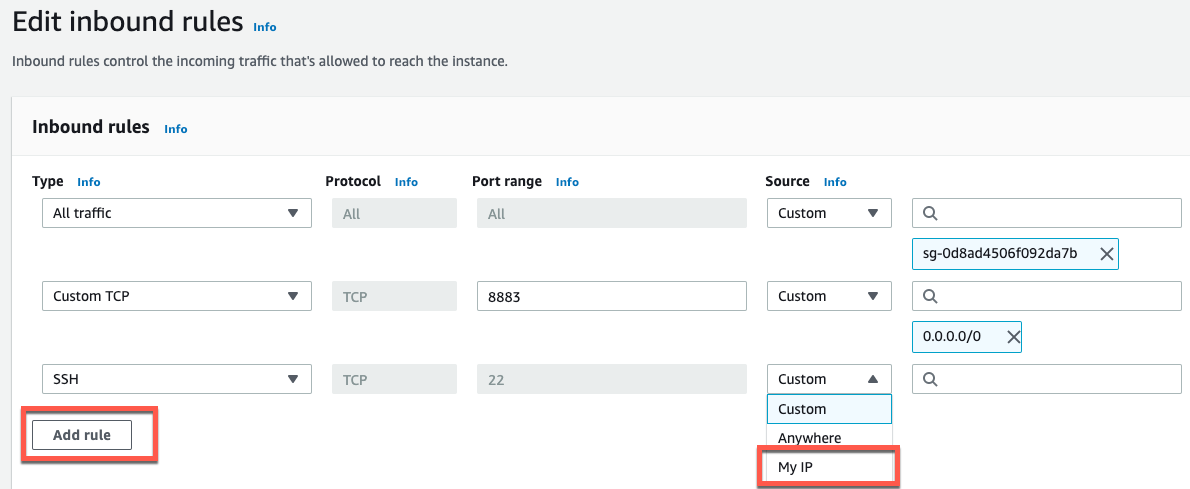 Edit inbound rules Info
Inbound rules control the incoming traffic that's allowed to reach the instance.
Inbound rules Info
Type Info Protocol Info Port range Info Source Info
All traffic All All Custom
sg-0d8ad4506f092da7b
Custom TCP TCP 8883 Custom
0.0.0.0/0
SSH TCP 22 Custom
Custom
Add rule
Anywhere
My IP